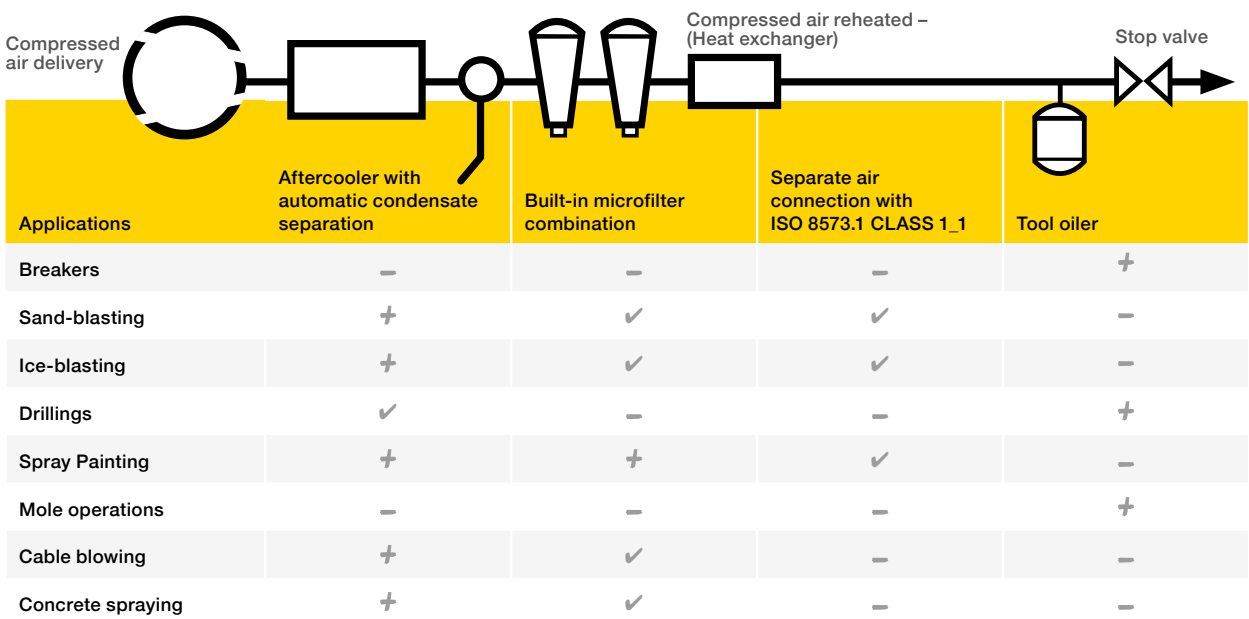 Compressed
air delivery
Compressed air reheated –
(Heat exchanger)
Stop valve
Applications
Aftercooler with
automatic condensate
separation
Built-in microfilter
combination
Separate air
connection with
ISO 8573.1 CLASS 1_1
Tool oiler
Breakers – – – +
Sand-blasting + ✓ ✓ –
Ice-blasting + ✓ ✓ –
Drillings ✓ – – +
Spray Painting + + ✓ –
Mole operations – – – +
Cable blowing + ✓ – –
Concrete spraying + ✓ – –